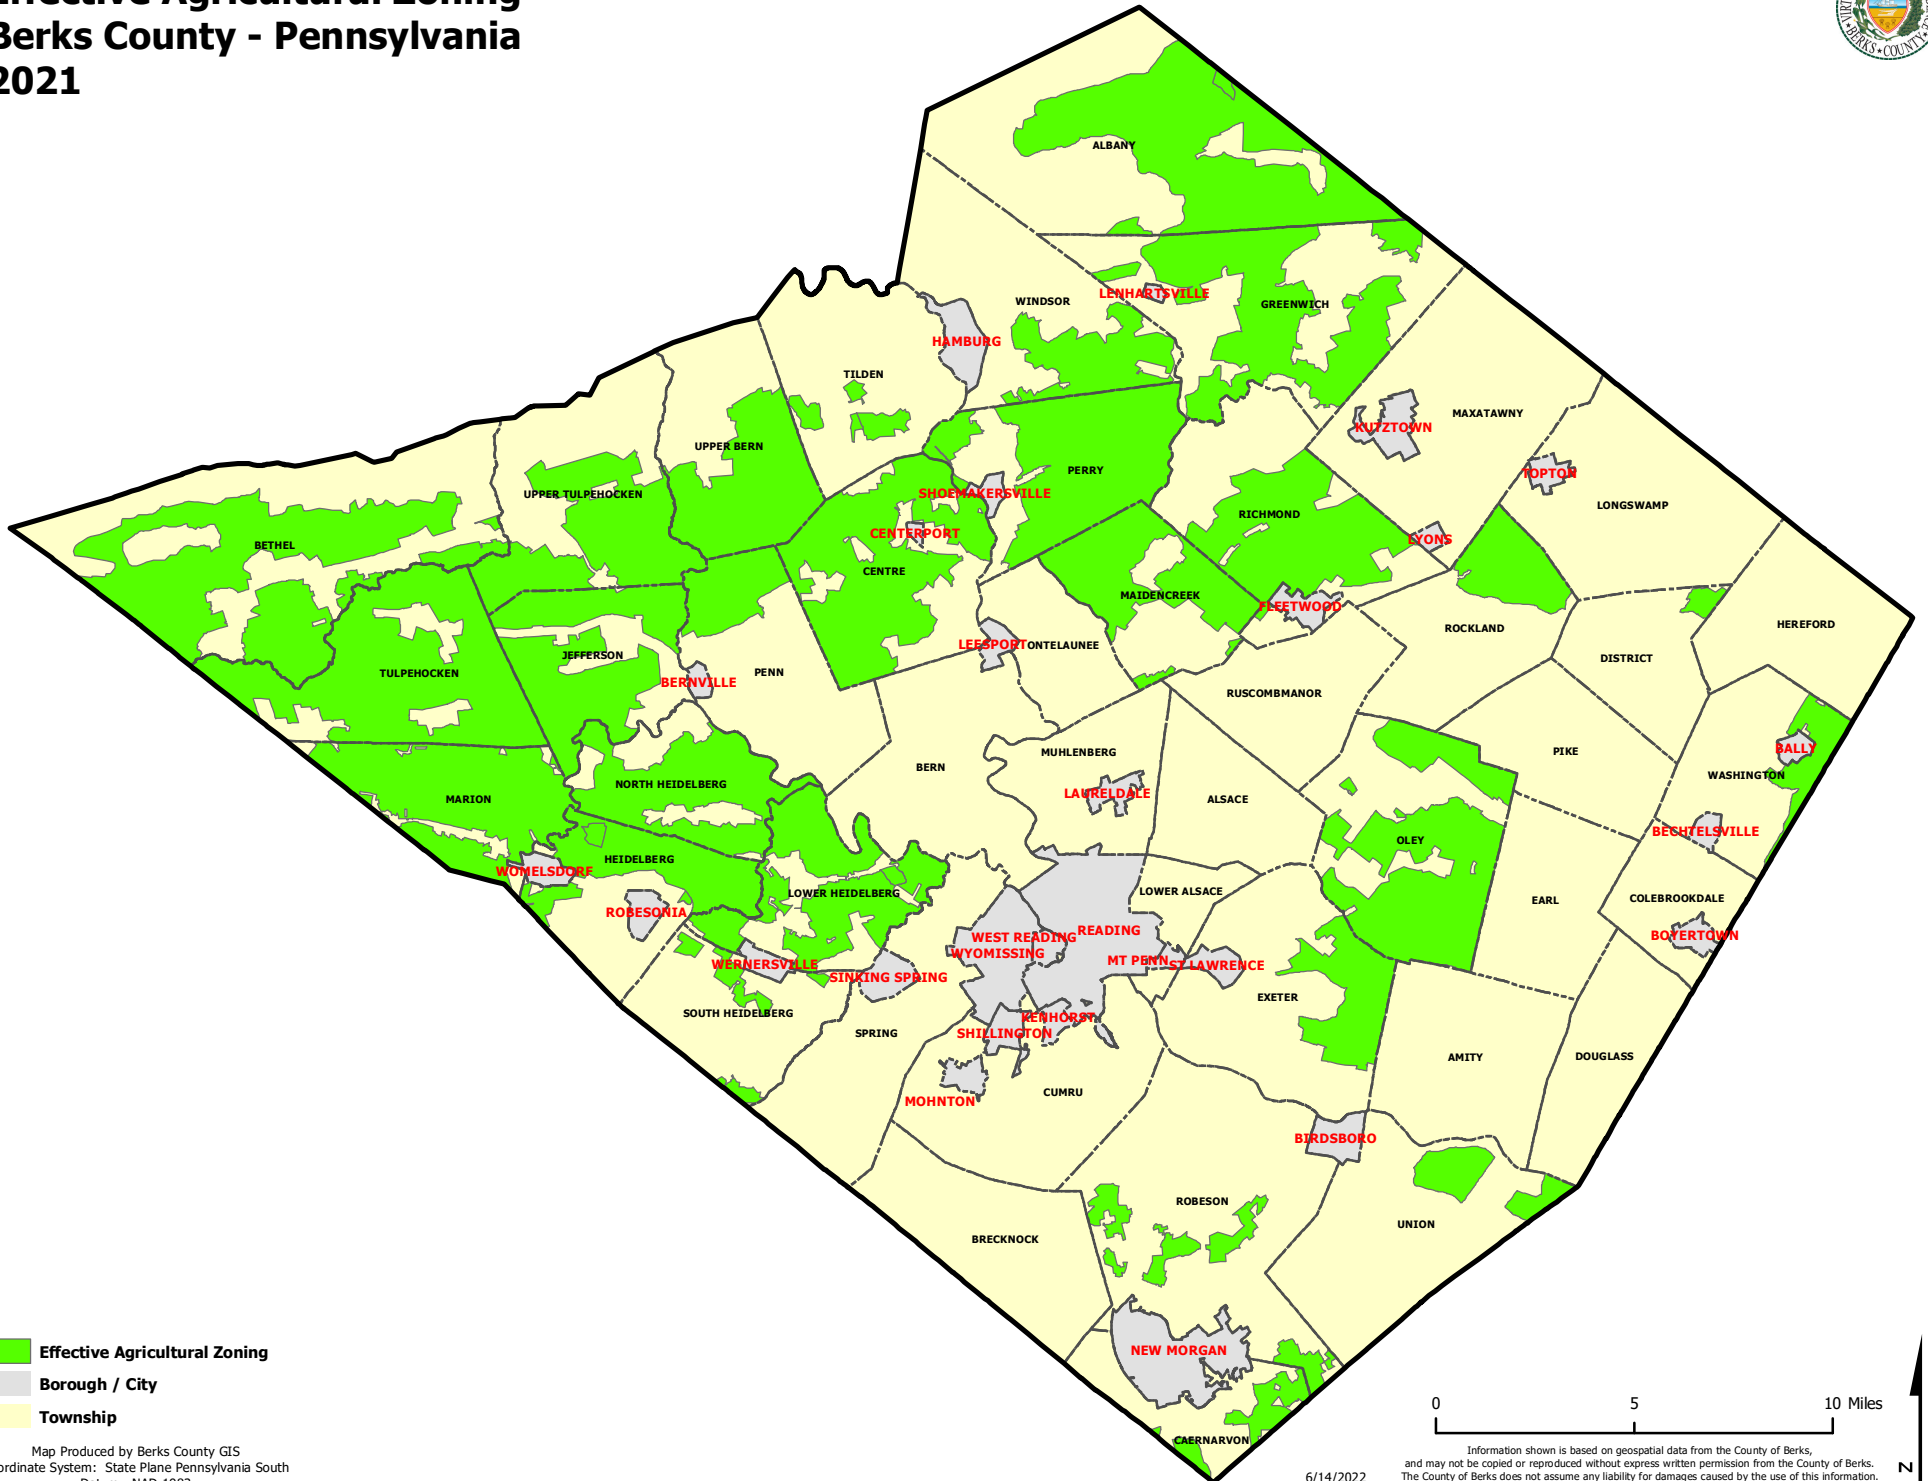 Effective Agricultural Zoning
Berks County - Pennsylvania
2021
BERKS COUNTY
ALBANY
LENHARTSVILLE
WINDSOR
GREENWICH
HAMBURG
TILDEN
MAXATAWNY
KUTZTOWN
UPPER BERN
PERRY
TOPTON
UPPER TULPEHOCKEN
SHOEMAKERSVILLE
LONGSWAMP
RICHMOND
CENTERPORT
LYONS
BETHEL
CENTRE
MAIDENCREEK
FLEETWOOD
HEREFORD
ROCKLAND
LEESPORT
ONTELAUNEE
JEFFERSON
DISTRICT
TULPEHOCKEN
PENN
BERNVILLE
RUSCOMBMANOR
MUHLENBERG
PIKE
BALLY
BERN
WASHINGTON
NORTH HEIDELBERG
LAURELDALE
MARION
ALSACE
BECHTELSVILLE
OLEY
HEIDELBERG
WOMELSDORF
LOWER HEIDELBERG
LOWER ALSACE
EARL
COLEBROOKDALE
ROBESONIA
READING
WEST READING
BOYERTOWN
WYOMISSING
MT PENN
WERNERSVILLE
ST LAWRENCE
SINKING SPRING
EXETER
SOUTH HEIDELBERG
KENHORST
SPRING
SHILLINGTON
AMITY
DOUGLASS
CUMRU
MOHNTON
BIRDSBORO
ROBESON
UNION
BRECKNOCK
NEW MORGAN
CAERNARVON
Effective Agricultural Zoning
Borough / City
Township
Map Produced by Berks County GIS
ordinate System: State Plane Pennsylvania South
0 5 10 Miles
Information shown is based on geospatial data from the County of Berks,
and may not be copied or reproduced without express written permission from the County of Berks.
6/14/2022 The County of Berks does not assume any liability for damages caused by the use of this information.
N